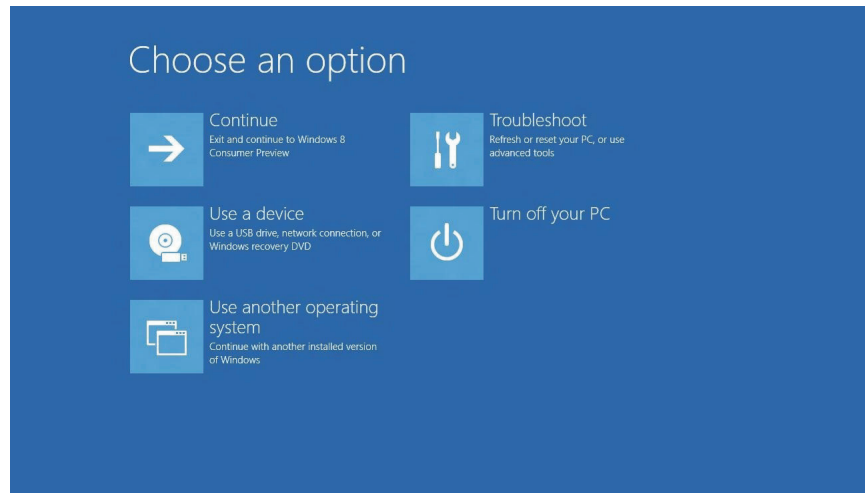 Choose an option
Continue
Exit and continue to Windows 8
Consumer Preview
Use a device
Use a USB drive, network connection, or
Windows recovery DVD
Use another operating
system
Continue with another installed version
of Windows
Troubleshoot
Refresh or reset your PC, or use
advanced tools
Turn off your PC